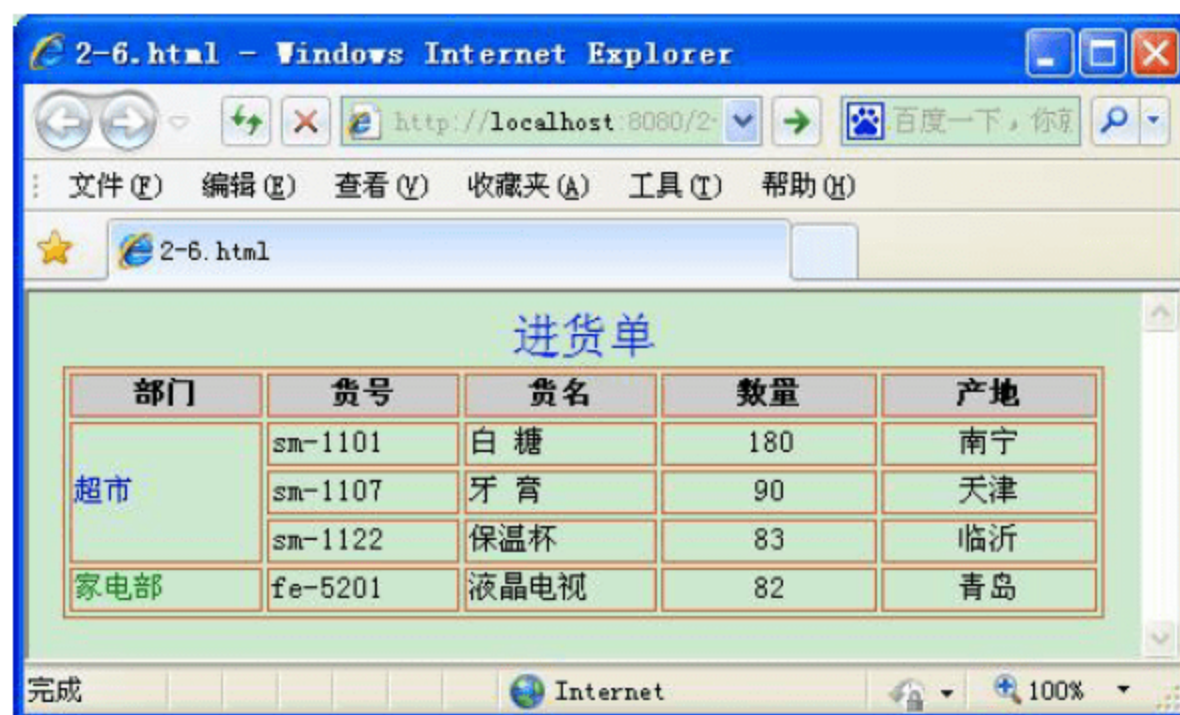 2-6.html - Windows Internet Explorer
http://localhost:8080/2- 百度一下，你
文件(F) 编辑(E) 查看(V) 收藏夹(A) 工具(T) 帮助(H)
2-6.html
进货单
部门 货号 货名 数量 产地
超市 sm-1101 白 糖 180 南宁
sm-1107 牙 膏 90 天津
sm-1122 保温杯 83 临沂
家电部 fe-5201 液晶电视 82 青岛
完成 Internet 100%